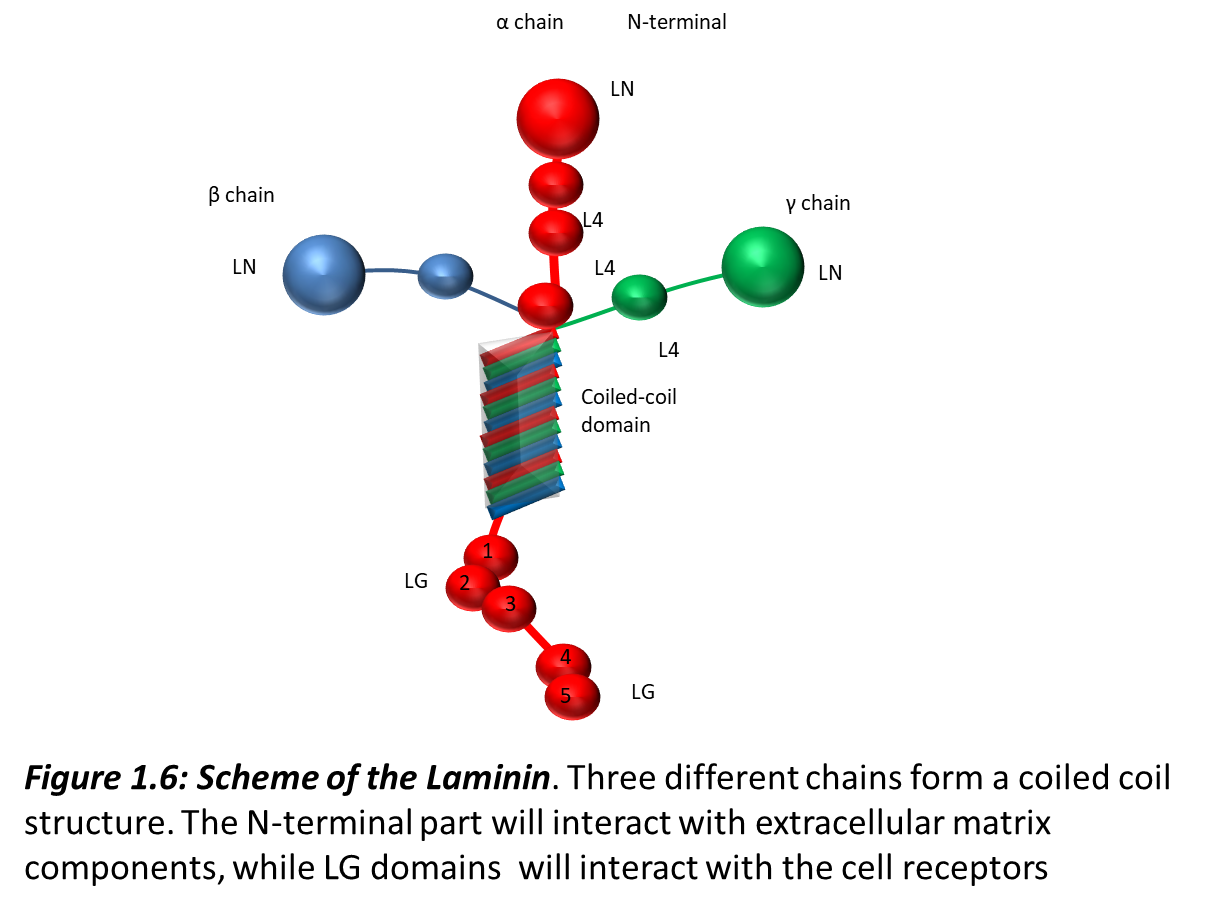 α chain
N-terminal
LN
β chain
γ chain
L4
LN
L4
LN
L4
Coiled-coil
domain
1
LG
2
3
4
5
LG
Figure 1.6: Scheme of the Laminin. Three different chains form a coiled coil
structure. The N-terminal part will interact with extracellular matrix
components, while LG domains  will interact with the cell receptors